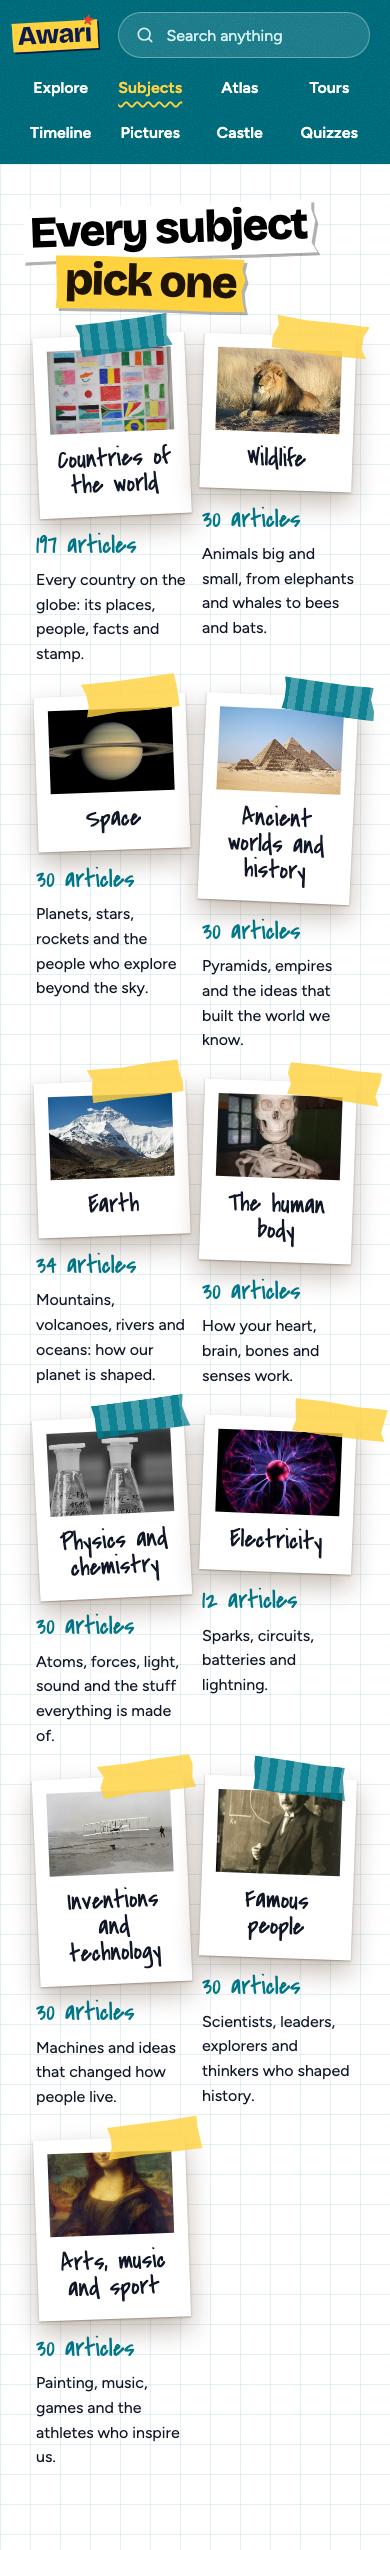 Awari
Search anything
Explore
Subjects
Atlas
Tours
Timeline
Pictures
Castle
Quizzes
Every subject
pick one
Countries of
the world
197 articles
Every country on the
globe: its places,
people, facts and
stamp.
Wildlife
30 articles
Animals big and
small, from elephants
and whales to bees
and bats.
Space
30 articles
Planets, stars,
rockets and the
people who explore
beyond the sky.
Ancient
worlds and
history
30 articles
Pyramids, empires
and the ideas that
built the world we
know.
Earth
34 articles
Mountains,
volcanoes, rivers and
oceans: how our
planet is shaped.
The human
body
30 articles
How your heart,
brain, bones and
senses work.
Physics and
chemistry
30 articles
Atoms, forces, light,
sound and the stuff
everything is made
of.
Electricity
12 articles
Sparks, circuits,
batteries and
lightning.
Inventions
and
technology
30 articles
Machines and ideas
that changed how
people live.
Famous
people
30 articles
Scientists, leaders,
explorers and
thinkers who shaped
history.
Arts, music
and sport
30 articles
Painting, music,
games and the
athletes who inspire
us.